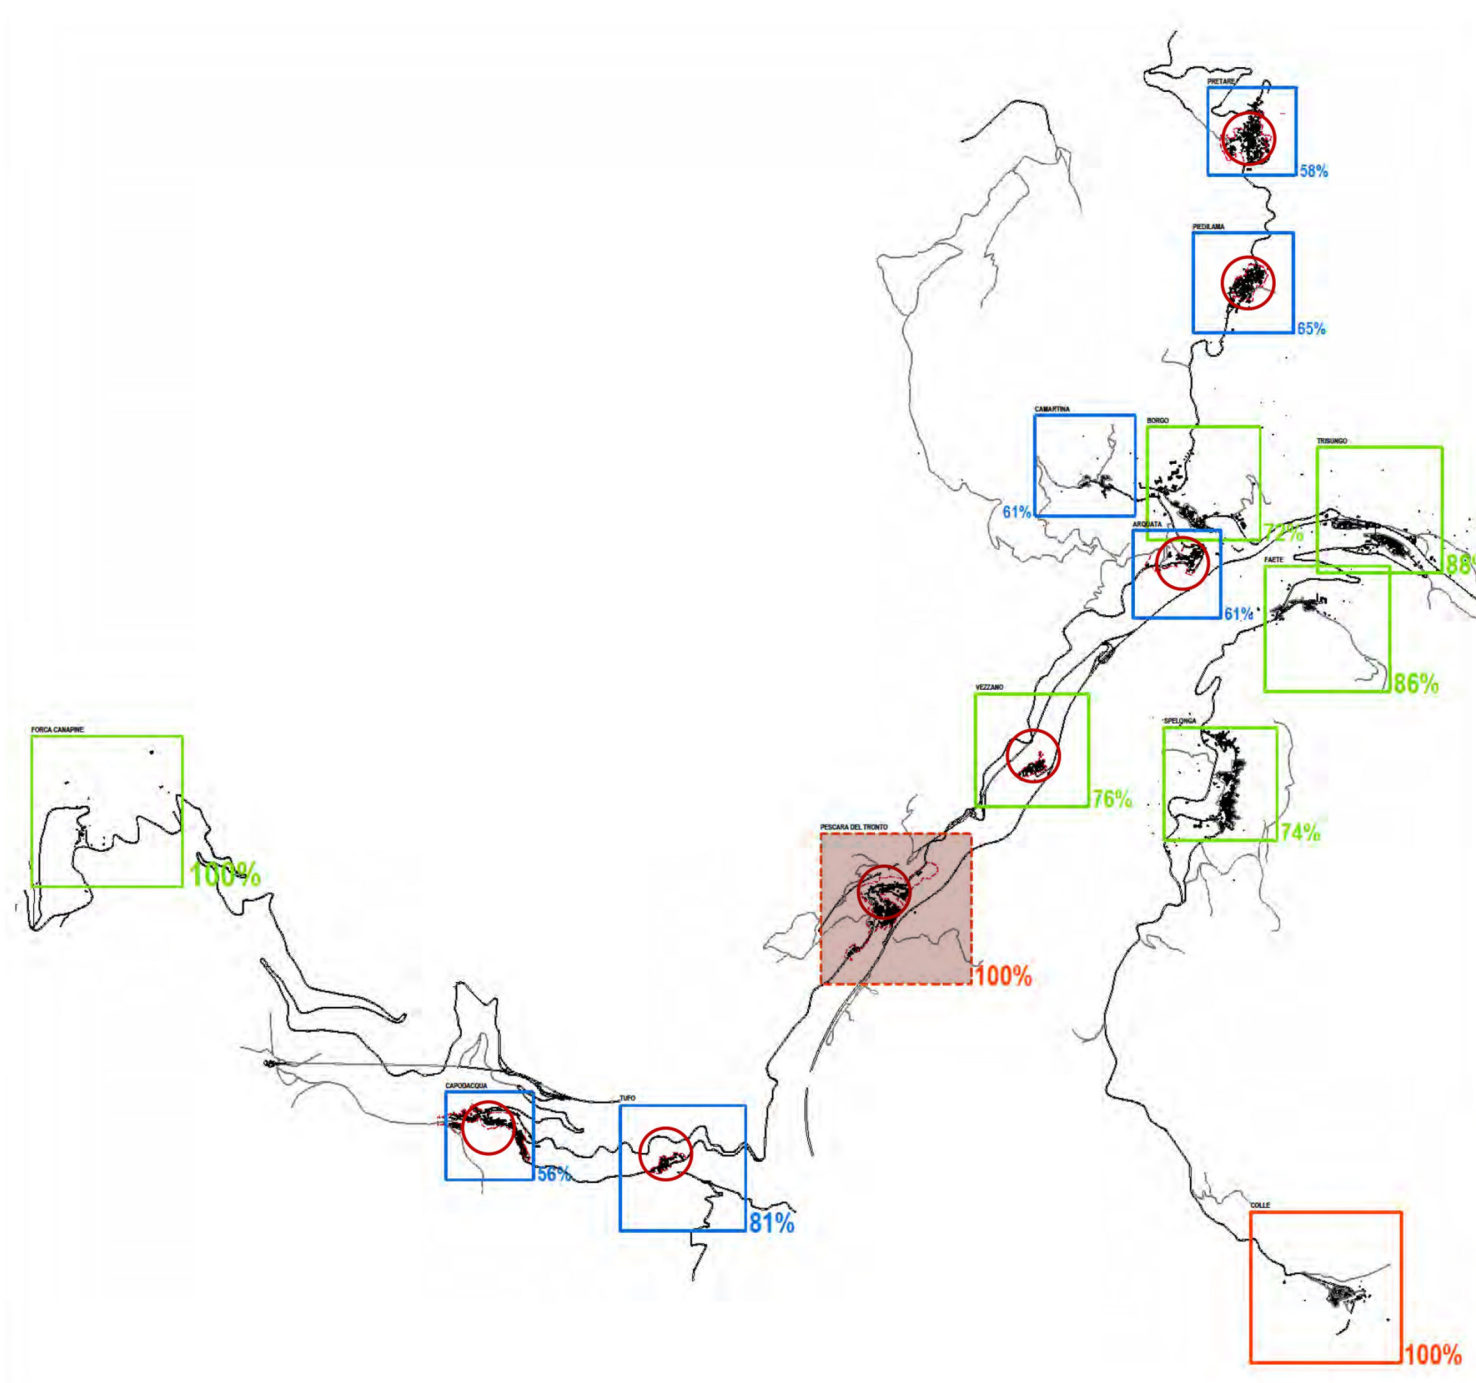 PRETARE
58%
PIEDILAMA
65%
CAMARTINA
61%
BORGO
72%
TRISUNGO
88%
ARQUATA
61%
FAETE
86%
VEZZANO
76%
SPELONGA
74%
FORCA CANAPINE
100%
PESCARA DEL TRONTO
100%
CAPODACQUA
56%
TUFO
81%
COLLE
100%